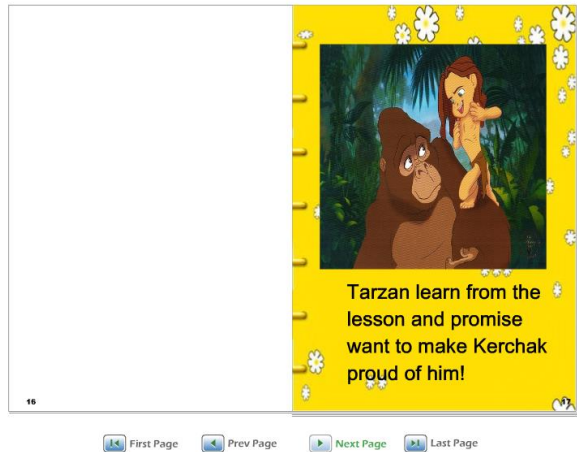 Tarzan learn from the
lesson and promise
want to make Kerchak
proud of him!
16
17
First Page Prev Page Next Page Last Page